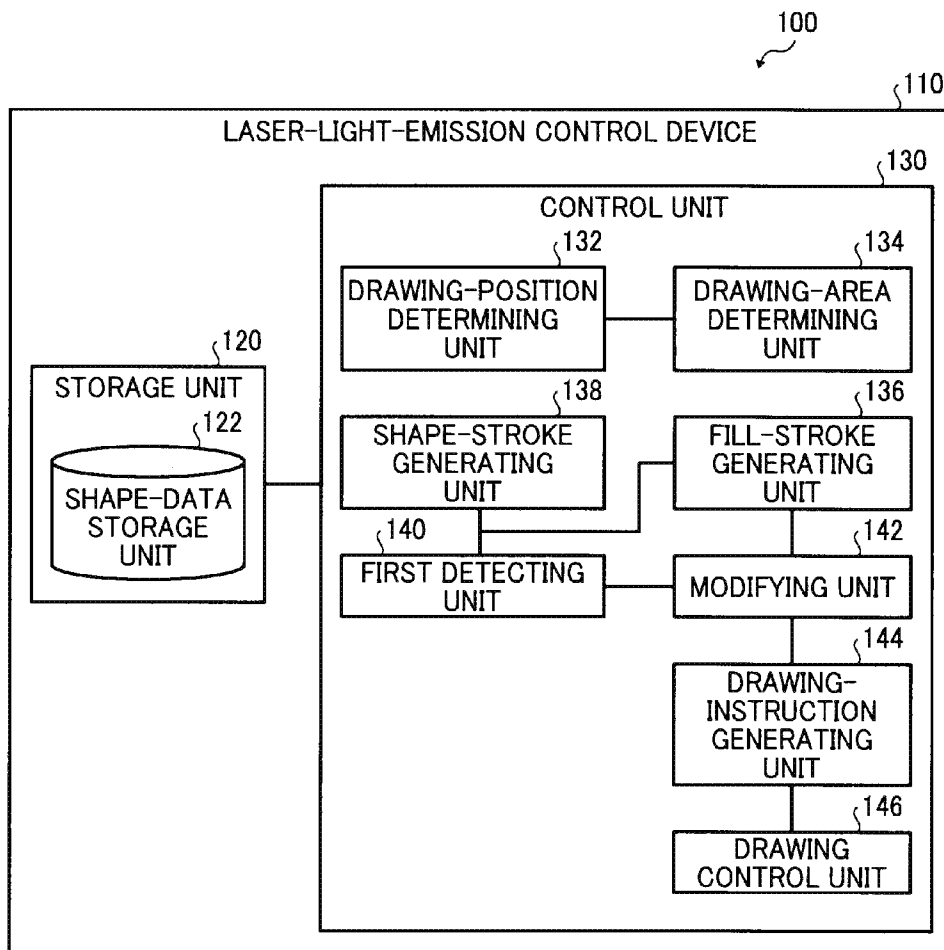 100
110
LASER-LIGHT-EMISSION CONTROL DEVICE
130
CONTROL UNIT
132
DRAWING-POSITION
DETERMINING
UNIT
134
DRAWING-AREA
DETERMINING
UNIT
120
STORAGE UNIT
122
SHAPE-DATA
STORAGE
UNIT
138
SHAPE-STROKE
GENERATING
UNIT
136
FILL-STROKE
GENERATING
UNIT
140
FIRST DETECTING
UNIT
142
MODIFYING UNIT
144
DRAWING-
INSTRUCTION
GENERATING
UNIT
146
DRAWING
CONTROL UNIT